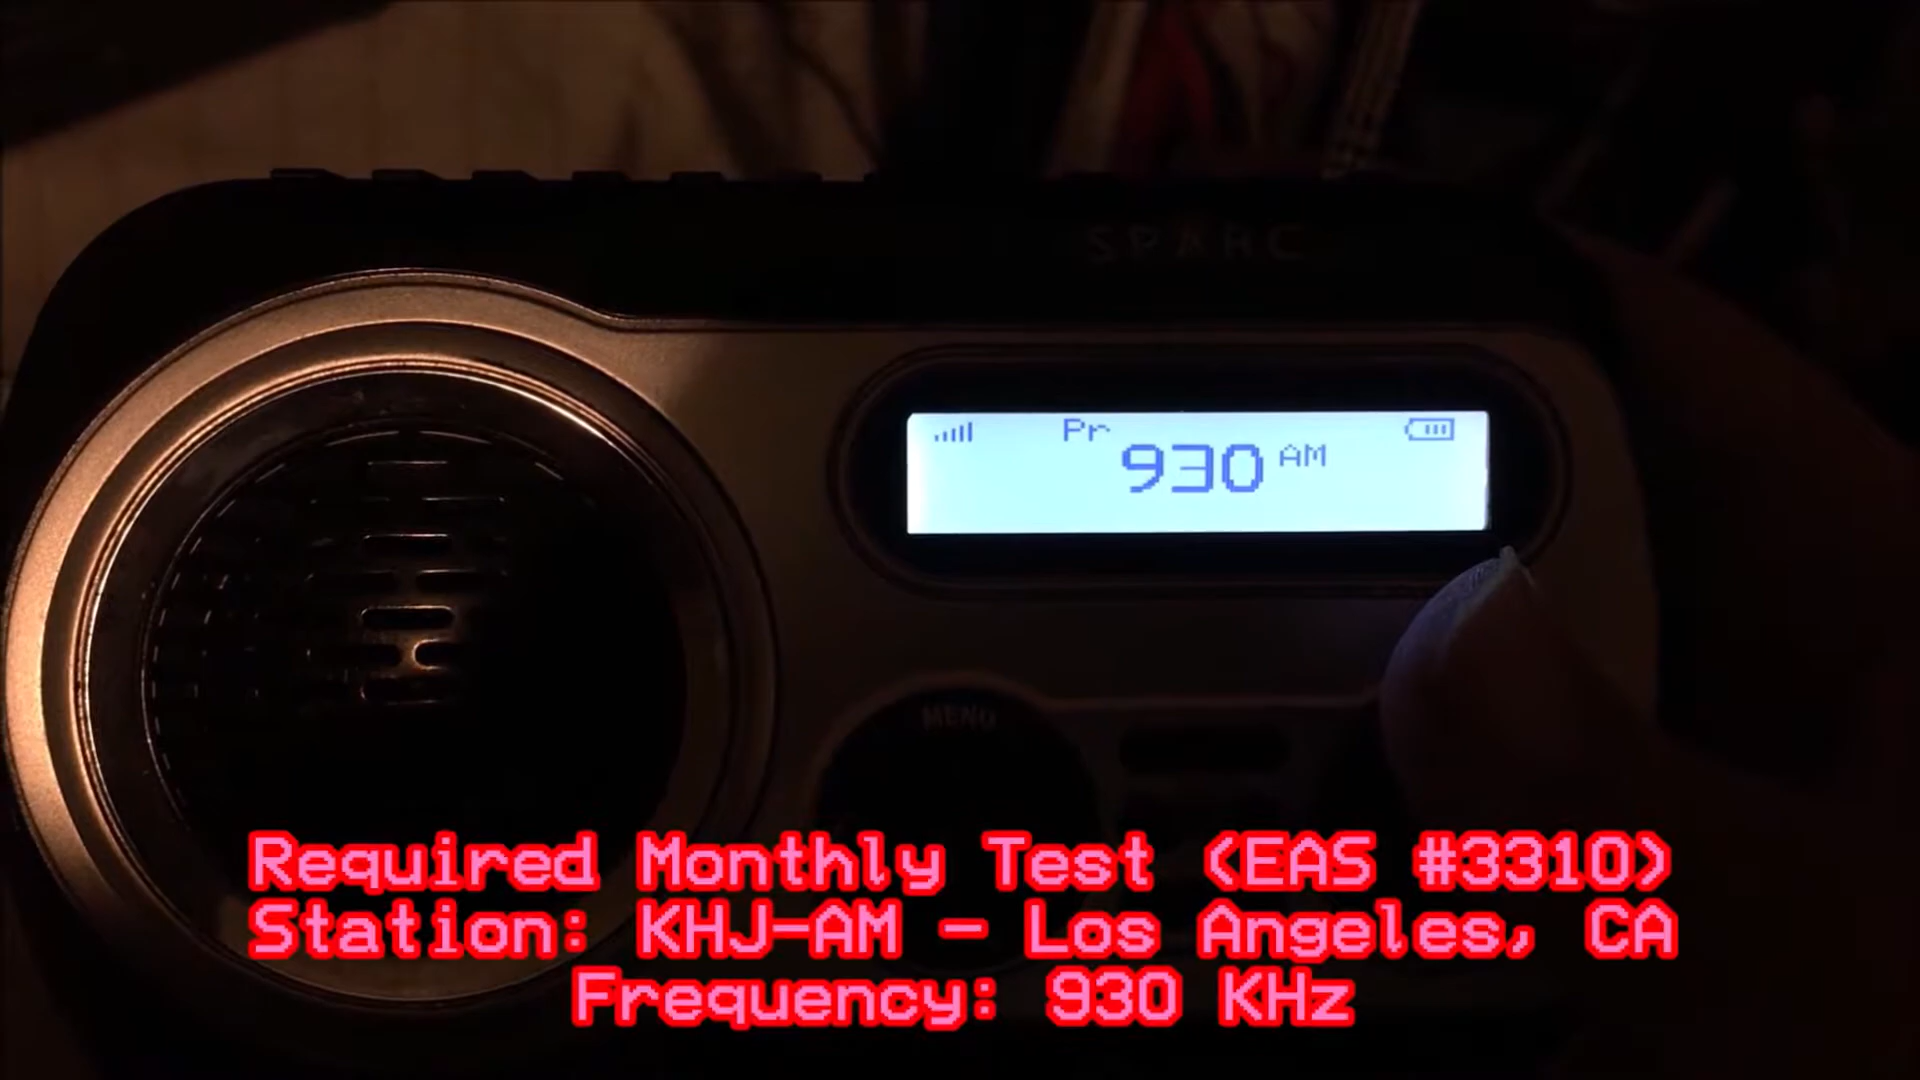 SPARC
Pr
930 AM
MENU
Required Monthly Test (EAS #3310)
Station: KHJ-AM - Los Angeles, CA
Frequency: 930 KHz